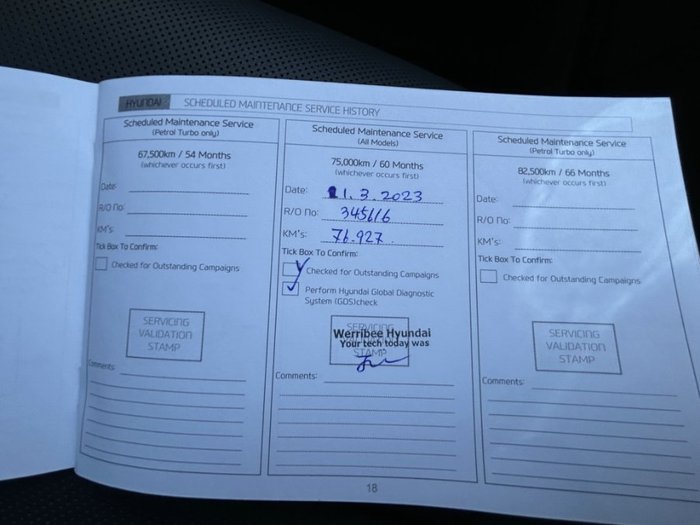 HYUNDAI SCHEDULED MAINTENANCE SERVICE HISTORY
Scheduled Maintenance Service
(Petrol Turbo only)
67,500km / 54 Months
(whichever occurs first)
Date:
R/O No:
KM's:
Tick Box To Confirm:
Checked for Outstanding Campaigns
SERVICING
VALIDATION
STAMP
Comments:
Scheduled Maintenance Service
(All Models)
75,000km / 60 Months
(whichever occurs first)
Date: 11.3.2023
R/O No: 345616
KM's: 76.927
Tick Box To Confirm:
Checked for Outstanding Campaigns
Perform Hyundai Global Diagnostic
System (GDS)check
SERVICING
Werribee Hyundai
Your tech today was
STAMP
Comments:
Scheduled Maintenance Service
(Petrol Turbo only)
82,500km / 66 Months
(whichever occurs first)
Date:
R/O No:
KM's:
Tick Box To Confirm:
Checked for Outstanding Campaigns
SERVICING
VALIDATION
STAMP
Comments:
18